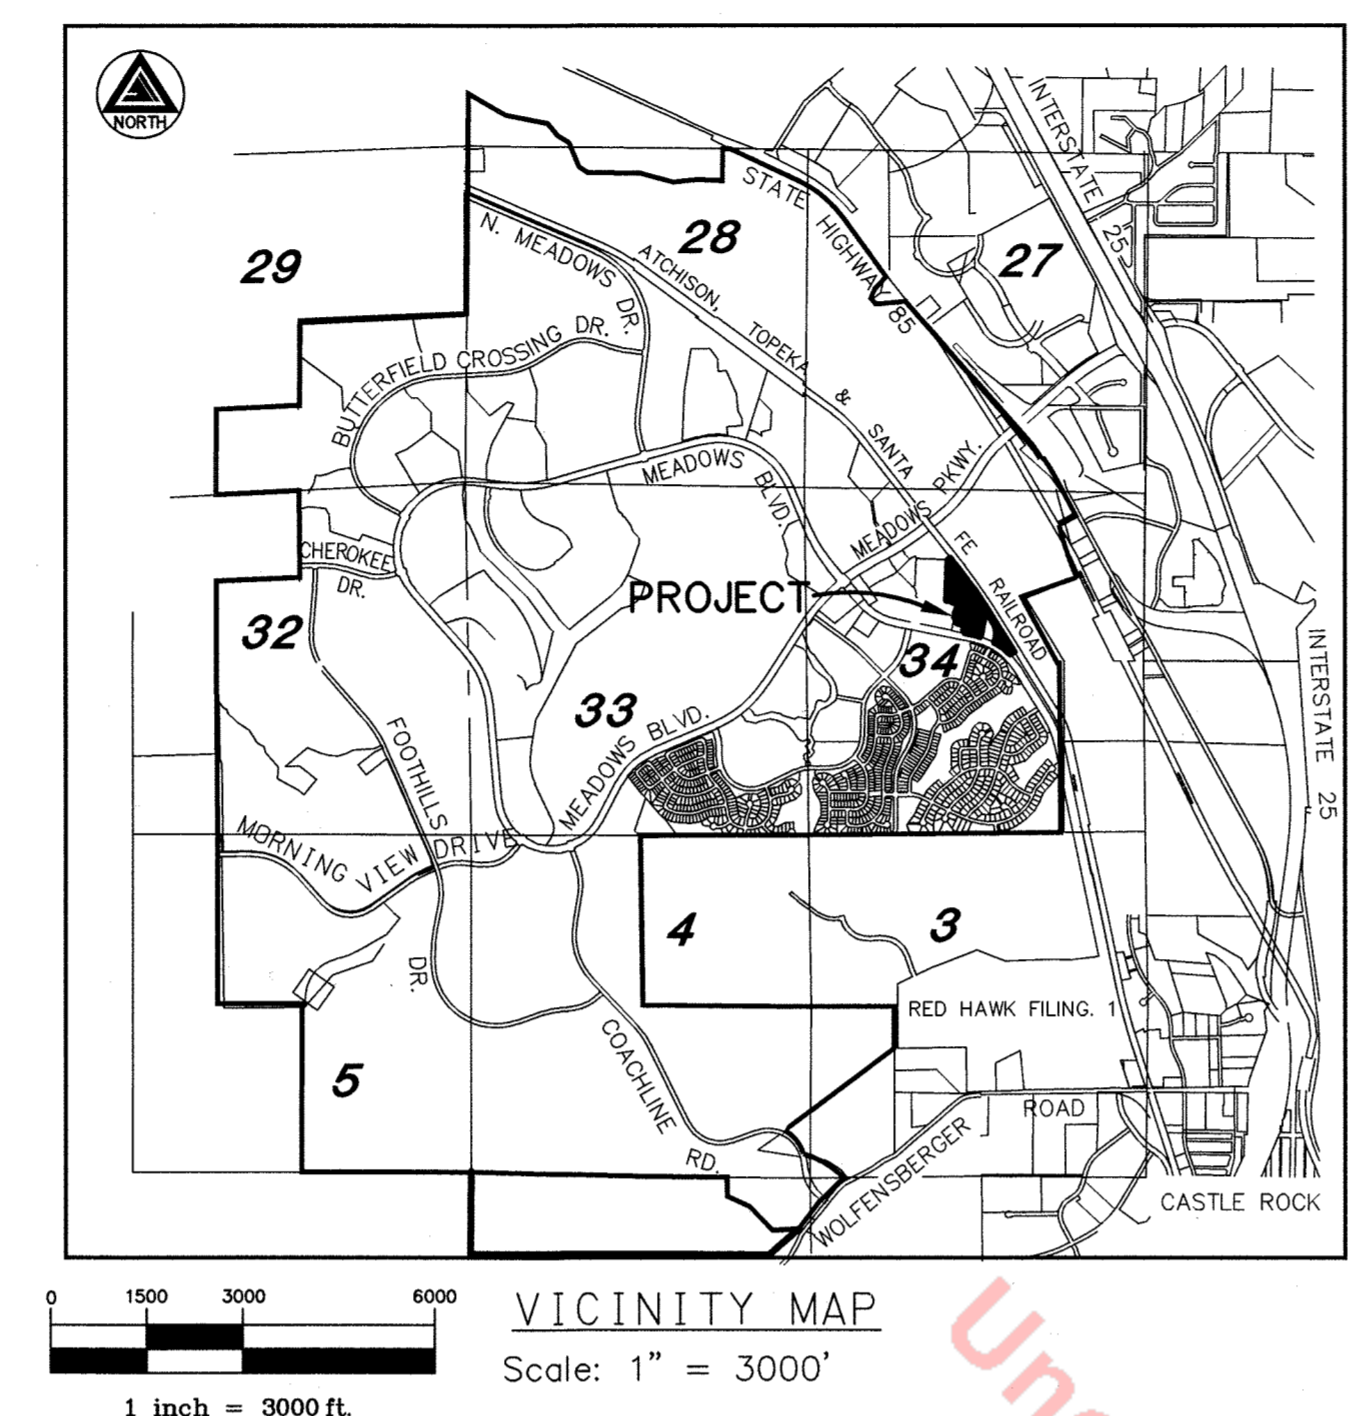 NORTH
INTERSTATE 25
STATE HIGHWAY 85
28
27
29
N. MEADOWS DR.
ATCHISON, TOPEKA & SANTA FE RAILROAD
BUTTERFIELD CROSSING DR.
MEADOWS BLVD.
MEADOWS PKWY.
CHEROKEE
DR.
PROJECT
32
34
33
INTERSTATE 25
MEADOWS BLVD.
FOOTHILLS DR.
MORNING VIEW DRIVE
4
3
RED HAWK FILING. 1
5
COACHLINE RD.
WOLFENSBERGER ROAD
CASTLE ROCK
0 1500 3000 6000
VICINITY MAP
Scale: 1" = 3000'
1 inch = 3000 ft.